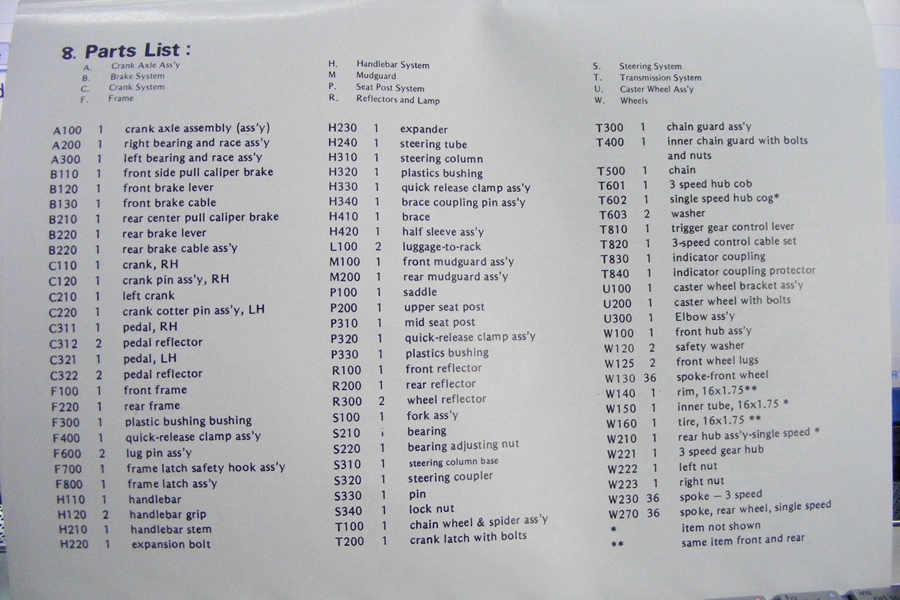 8. Parts List :
A. Crank Axle Ass'y
B. Brake System
C. Crank System
F. Frame
H. Handlebar System
M Mudguard
P. Seat Post System
R. Reflectors and Lamp
S. Steering System
T. Transmission System
U. Caster Wheel Ass'y
W. Wheels
A100 1 crank axle assembly (ass'y)
A200 1 right bearing and race ass'y
A300 1 left bearing and race ass'y
B110 1 front side pull caliper brake
B120 1 front brake lever
B130 1 front brake cable
B210 1 rear center pull caliper brake
B220 1 rear brake lever
B220 1 rear brake cable ass'y
C110 1 crank, RH
C120 1 crank pin ass'y, RH
C210 1 left crank
C220 1 crank cotter pin ass'y, LH
C311 1 pedal, RH
C312 2 pedal reflector
C321 1 pedal, LH
C322 2 pedal reflector
F100 1 front frame
F220 1 rear frame
F300 1 plastic bushing bushing
F400 1 quick-release clamp ass'y
F600 2 lug pin ass'y
F700 1 frame latch safety hook ass'y
F800 1 frame latch ass'y
H110 1 handlebar
H120 2 handlebar grip
H210 1 handlebar stem
H220 1 expansion bolt
H230 1 expander
H240 1 steering tube
H310 1 steering column
H320 1 plastics bushing
H330 1 quick release clamp ass'y
H340 1 brace coupling pin ass'y
H410 1 brace
H420 1 half sleeve ass'y
L100 2 luggage-to-rack
M100 1 front mudguard ass'y
M200 1 rear mudguard ass'y
P100 1 saddle
P200 1 upper seat post
P310 1 mid seat post
P320 1 quick-release clamp ass'y
P330 1 plastics bushing
R100 1 front reflector
R200 1 rear reflector
R300 2 wheel reflector
S100 1 fork ass'y
S210 1 bearing
S220 1 bearing adjusting nut
S310 1 steering column base
S320 1 steering coupler
S330 1 pin
S340 1 lock nut
T100 1 chain wheel & spider ass'y
T200 1 crank latch with bolts
T300 1 chain guard ass'y
T400 1 inner chain guard with bolts
and nuts
T500 1 chain
T601 1 3 speed hub cob
T602 1 single speed hub cog*
T603 2 washer
T810 1 trigger gear control lever
T820 1 3-speed control cable set
T830 1 indicator coupling
T840 1 indicator coupling protector
U100 1 caster wheel bracket ass'y
U200 1 caster wheel with bolts
U300 1 Elbow ass'y
W100 1 front hub ass'y
W120 2 safety washer
W125 2 front wheel lugs
W130 36 spoke-front wheel
W140 1 rim, 16x1.75**
W150 1 inner tube, 16x1.75 *
W160 1 tire, 16x1.75 **
W210 1 rear hub ass'y-single speed *
W221 1 3 speed gear hub
W222 1 left nut
W223 1 right nut
W230 36 spoke – 3 speed
W270 36 spoke, rear wheel, single speed
* item not shown
** same item front and rear